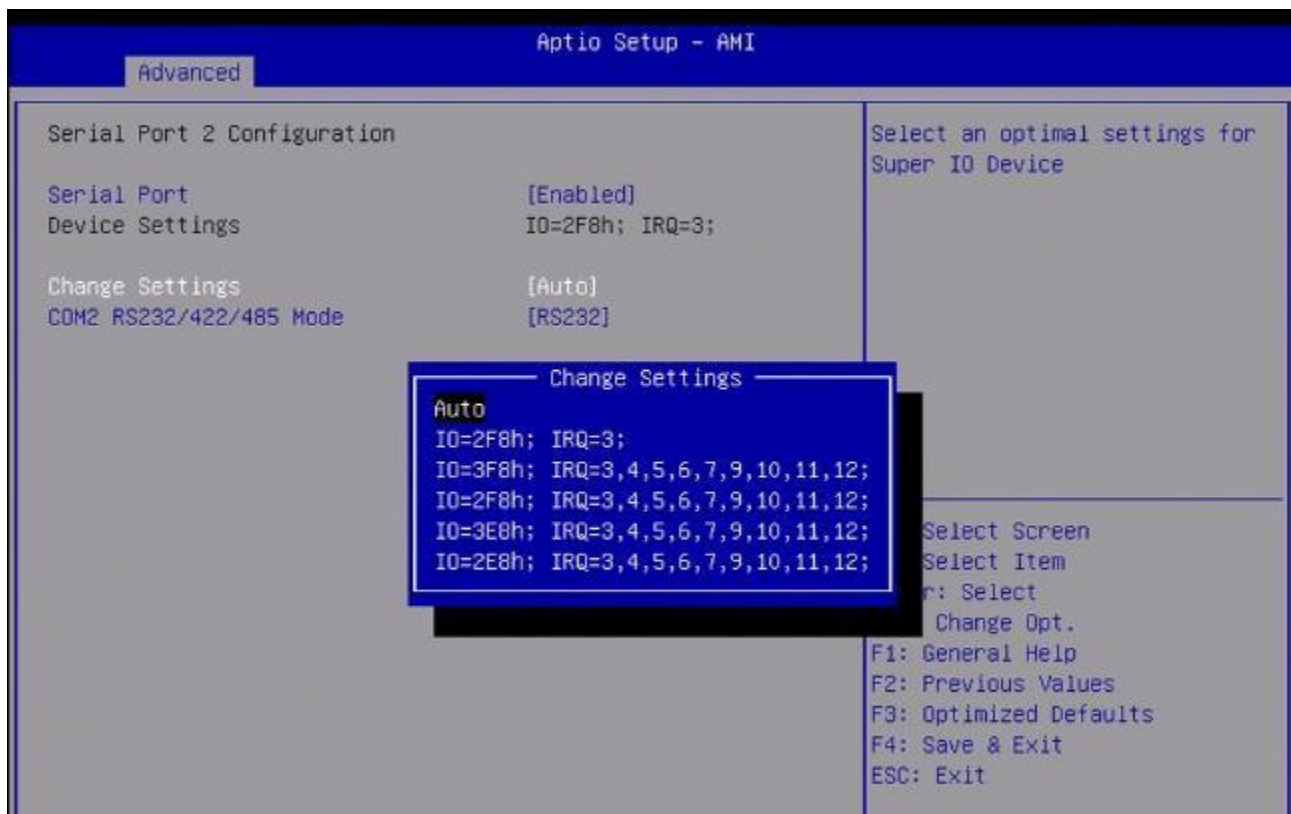 Aptio Setup – AMI
Advanced
Serial Port 2 Configuration
Serial Port [Enabled]
Device Settings IO=2F8h; IRQ=3;
Change Settings [Auto]
COM2 RS232/422/485 Mode [RS232]
Change Settings
Auto
IO=2F8h; IRQ=3;
IO=3F8h; IRQ=3,4,5,6,7,9,10,11,12;
IO=2F8h; IRQ=3,4,5,6,7,9,10,11,12;
IO=3E8h; IRQ=3,4,5,6,7,9,10,11,12;
IO=2E8h; IRQ=3,4,5,6,7,9,10,11,12;
Select an optimal settings for
Super IO Device
Select Screen
Select Item
r: Select
Change Opt.
F1: General Help
F2: Previous Values
F3: Optimized Defaults
F4: Save & Exit
ESC: Exit